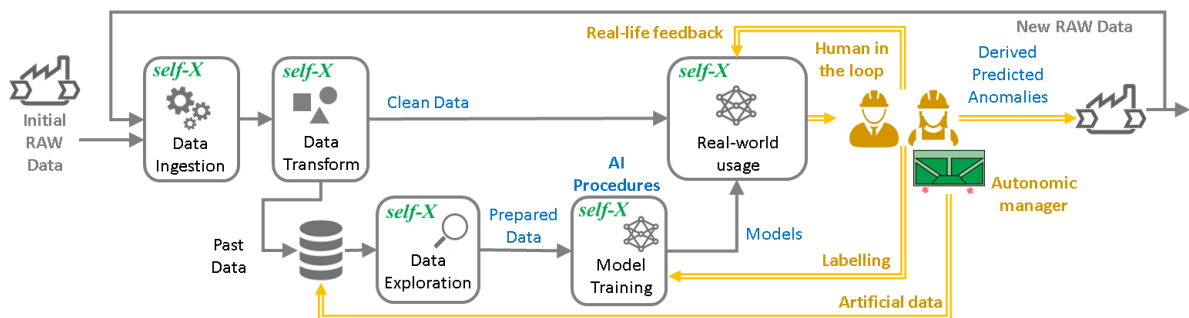 New RAW Data
Real-life feedback
Human in
the loop
Derived
Predicted
Anomalies
self-X
self-X
self-X
Initial
RAW
Data
Data
Ingestion
Data
Transform
Clean Data
Real-world
usage
AI
Procedures
Autonomic
manager
self-X
self-X
Past
Data
Data
Exploration
Prepared
Data
Model
Training
Models
Labelling
Artificial data